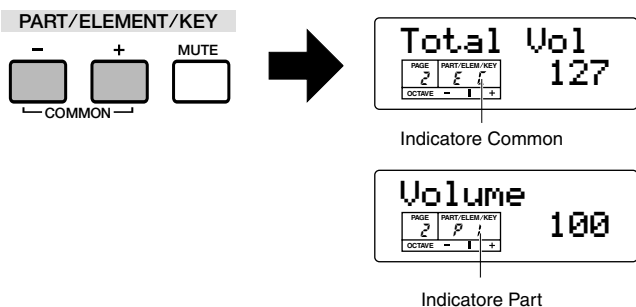 PART/ELEMENT/KEY
− + MUTE
COMMON
Total Vol
PAGE PART/ELEM/KEY
2 E C 127
OCTAVE − +
Indicatore Common
Volume
PAGE PART/ELEM/KEY
2 P 1 100
OCTAVE − +
Indicatore Part